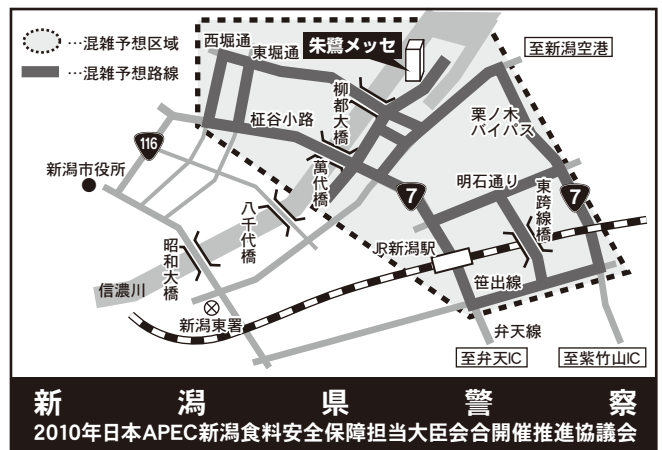 …混雑予想区域
…混雑予想路線
西堀通
東堀通
朱鷺メッセ
至新潟空港
柳都大橋
柾谷小路
栗ノ木
バイパス
116
新潟市役所
萬代橋
7
明石通り
東跨線橋
7
八千代橋
昭和大橋
JR新潟駅
信濃川
笹出線
新潟東署
弁天線
至弁天IC
至紫竹山IC
新潟県警察
2010年日本APEC新潟食料安全保障担当大臣会合開催推進協議会